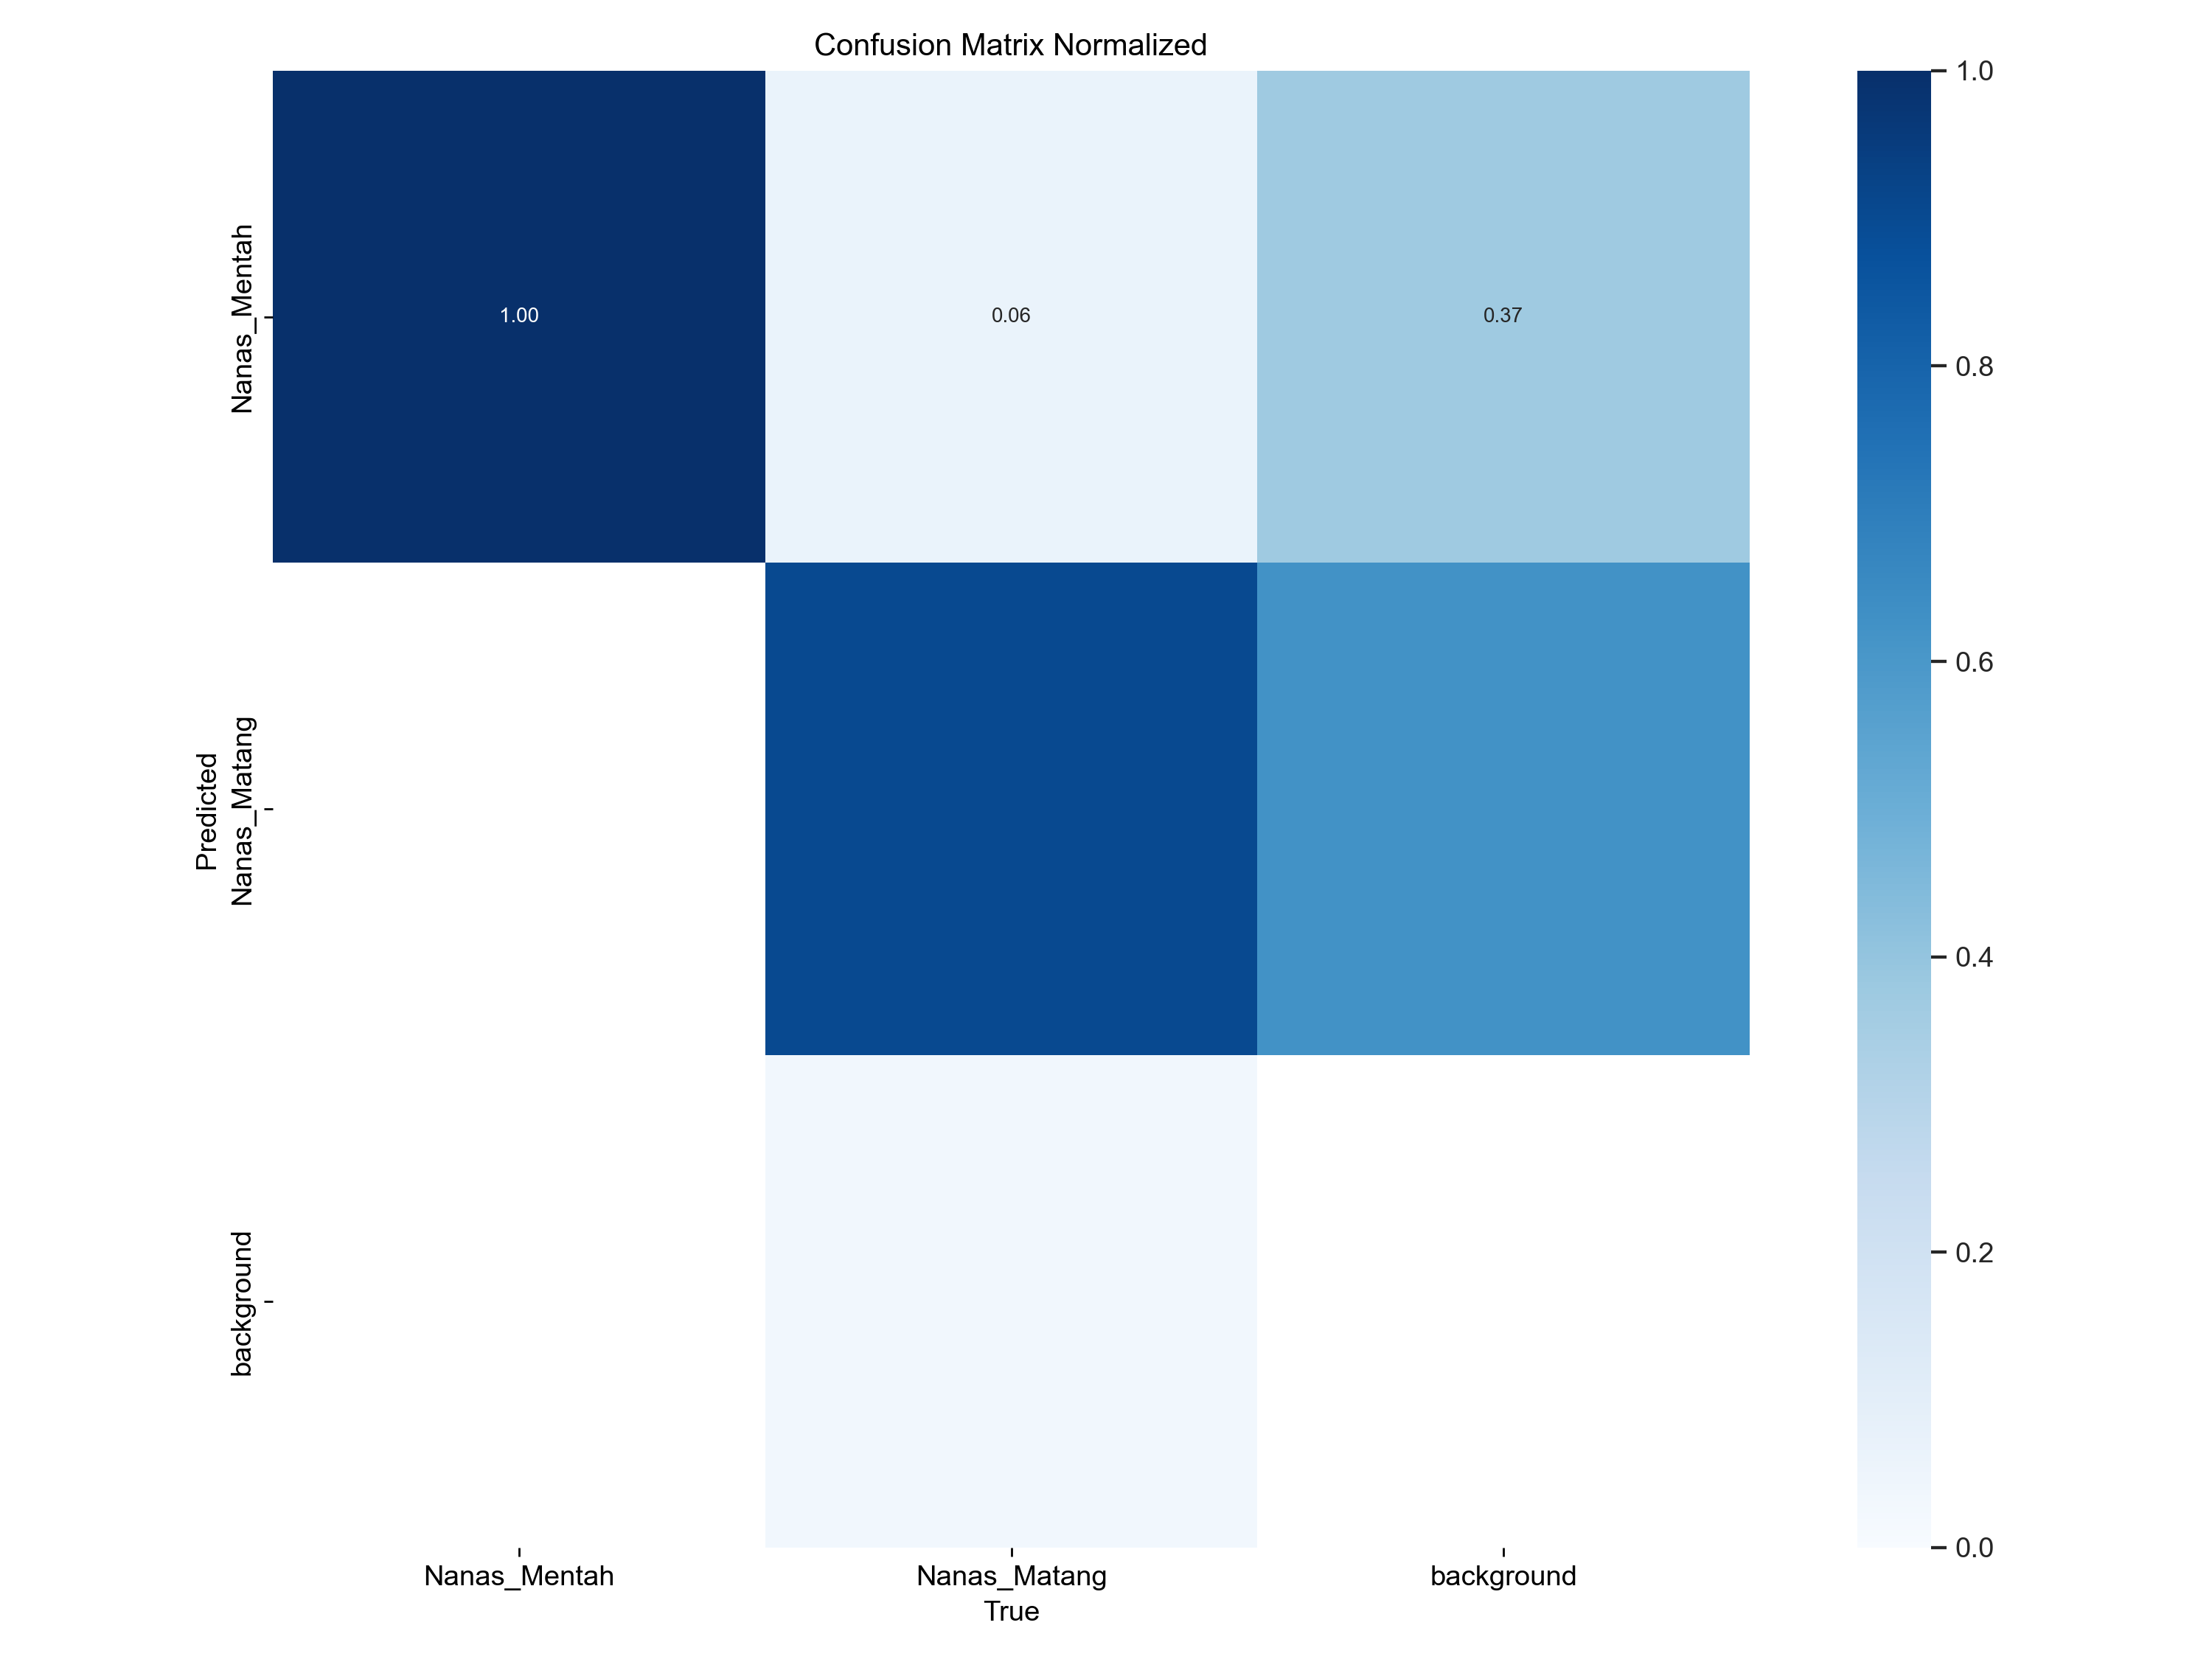 Confusion Matrix Normalized
Predicted
Nanas_Mentah
1.00
0.06
0.37
Nanas_Matang
background
Nanas_Mentah
Nanas_Matang
background
True
1.0
0.8
0.6
0.4
0.2
0.0